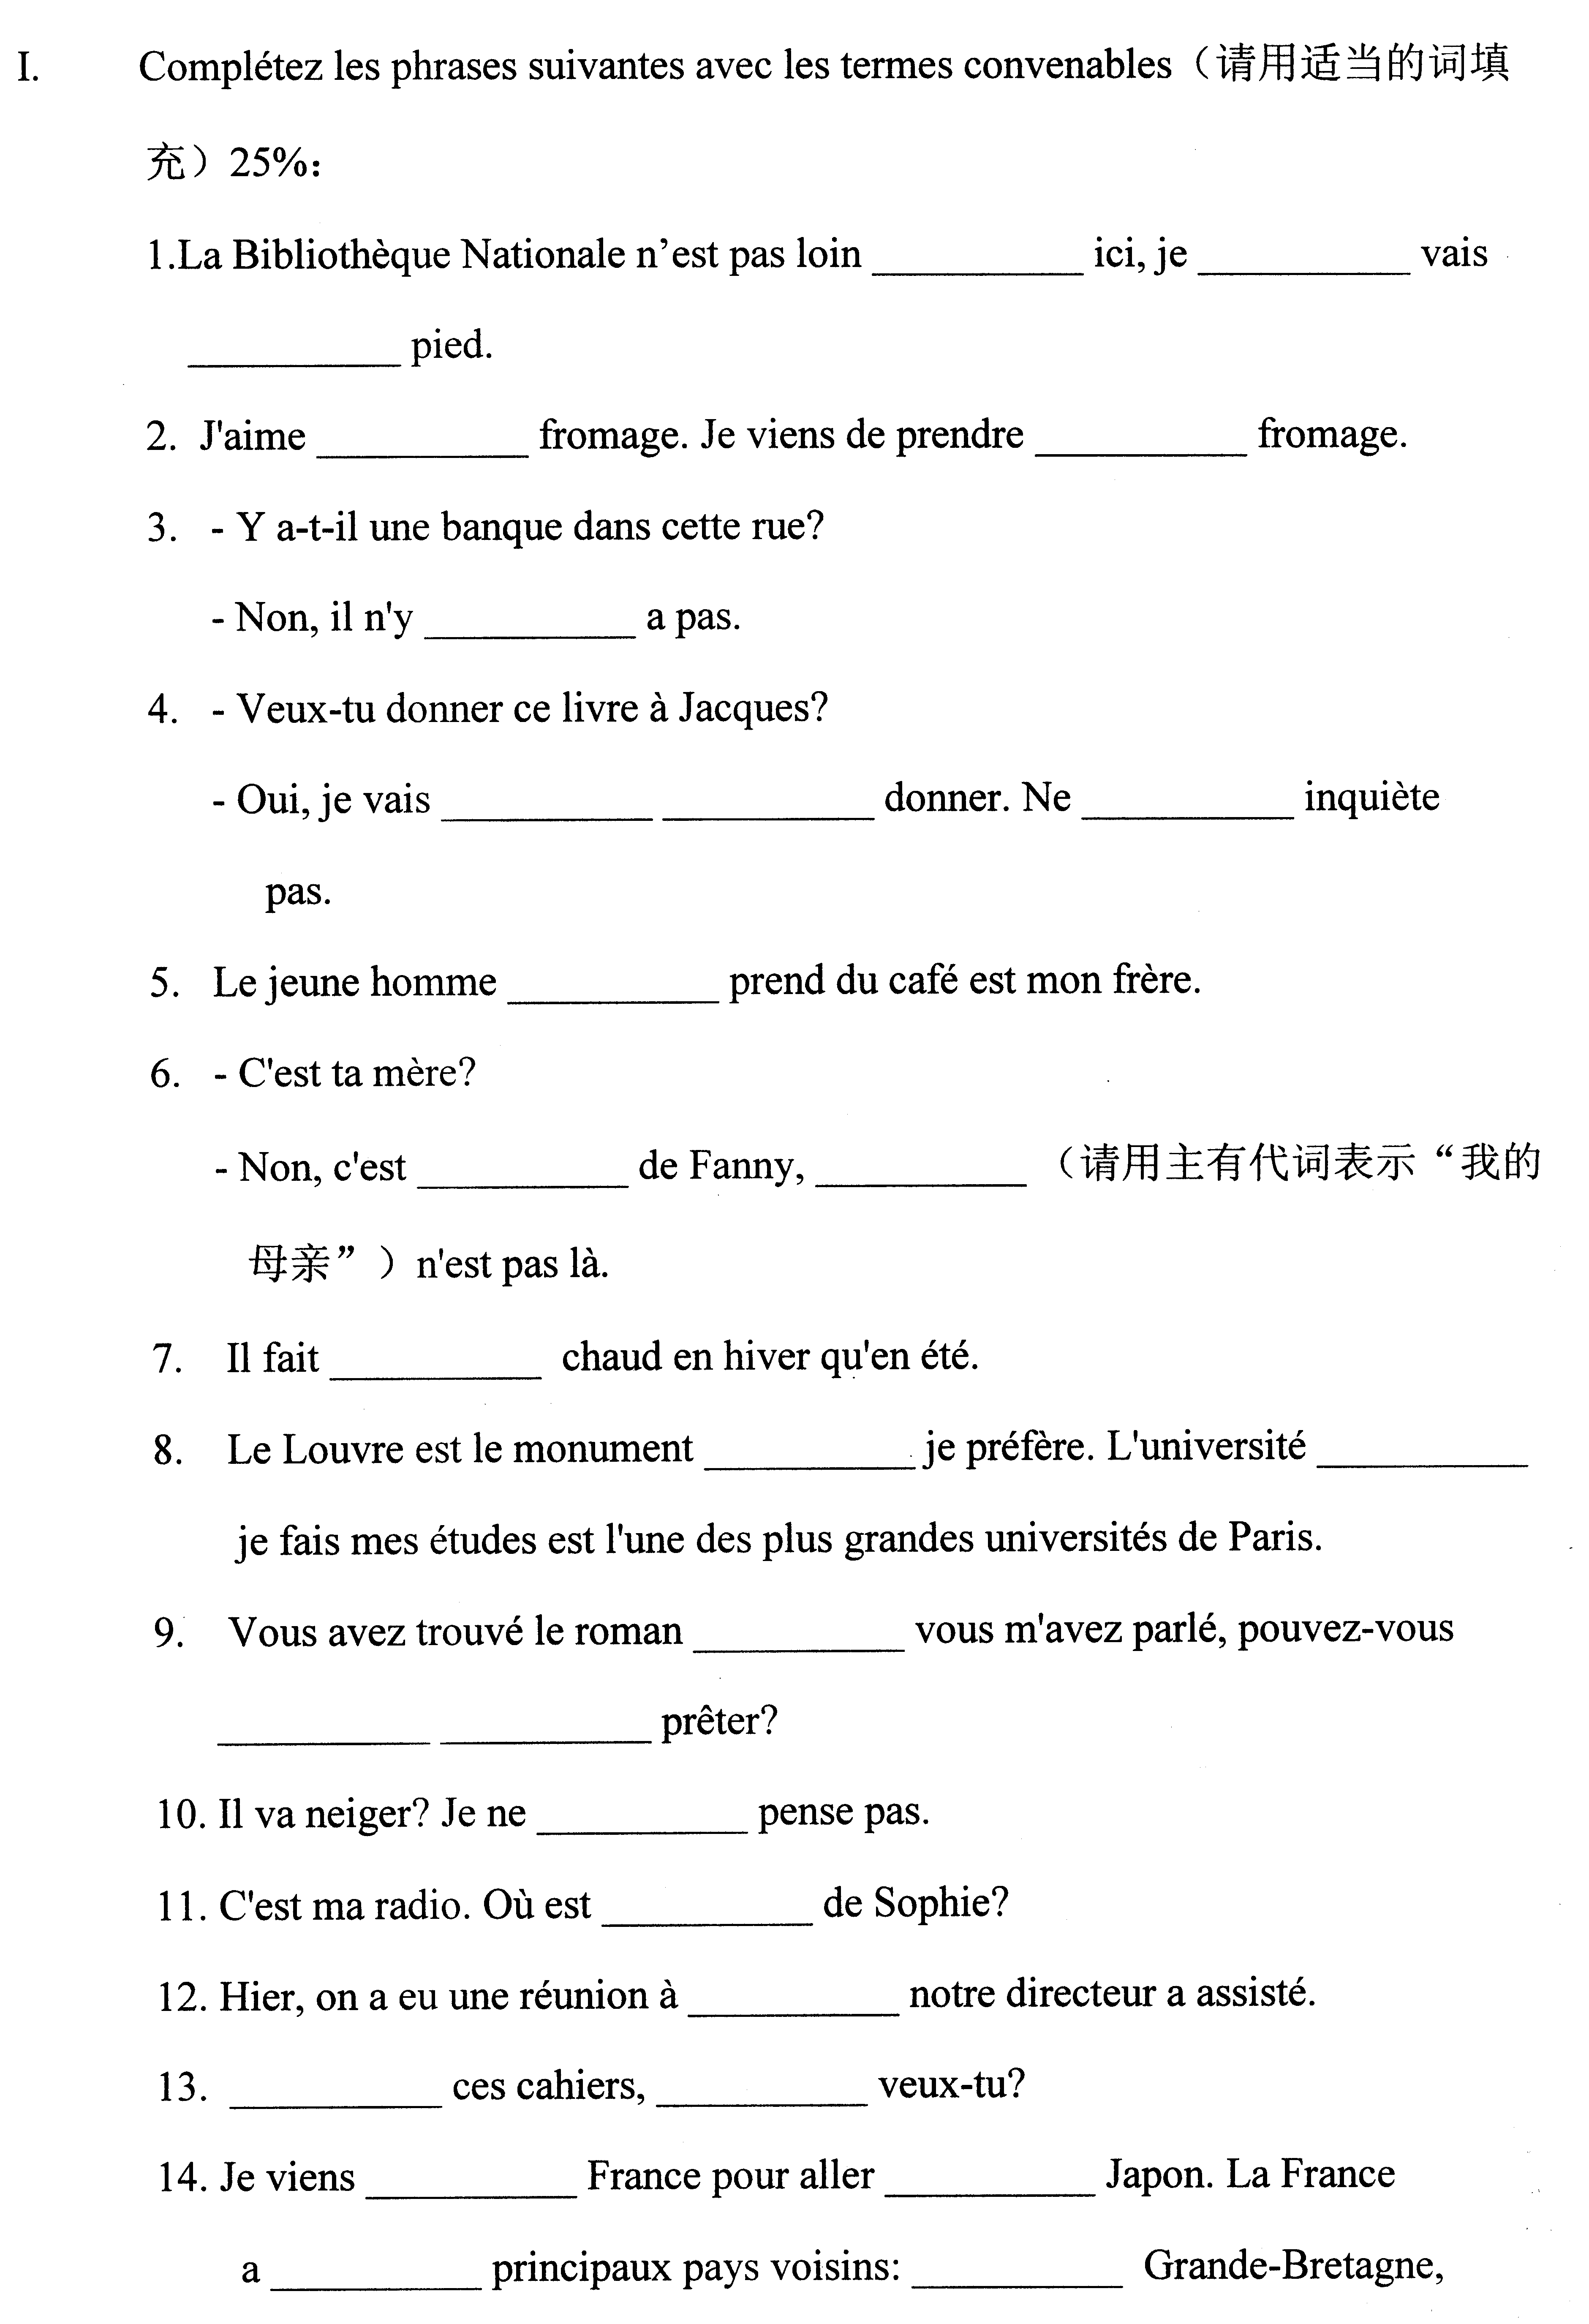 I. Complétez les phrases suivantes avec les termes convenables（请用适当的词填
充）25%:
1.La Bibliothèque Nationale n’est pas loin __________ ici, je __________ vais
__________ pied.
2. J'aime __________ fromage. Je viens de prendre __________ fromage.
3. - Y a-t-il une banque dans cette rue?
- Non, il n'y __________ a pas.
4. - Veux-tu donner ce livre à Jacques?
- Oui, je vais __________ __________ donner. Ne __________ inquiète
pas.
5. Le jeune homme __________ prend du café est mon frère.
6. - C'est ta mère?
- Non, c'est __________ de Fanny, __________ （请用主有代词表示“我的
母亲”）n'est pas là.
7. Il fait __________ chaud en hiver qu'en été.
8. Le Louvre est le monument __________ je préfère. L'université __________
je fais mes études est l'une des plus grandes universités de Paris.
9. Vous avez trouvé le roman __________ vous m'avez parlé, pouvez-vous
__________ __________ prêter?
10. Il va neiger? Je ne __________ pense pas.
11. C'est ma radio. Où est __________ de Sophie?
12. Hier, on a eu une réunion à __________ notre directeur a assisté.
13. __________ ces cahiers, __________ veux-tu?
14. Je viens __________ France pour aller __________ Japon. La France
a __________ principaux pays voisins: __________ Grande-Bretagne,